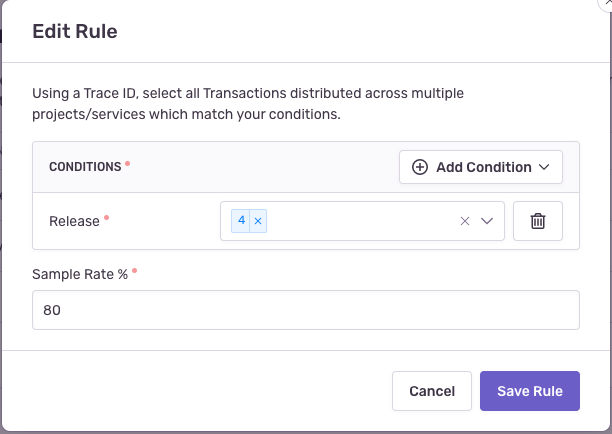 Edit Rule
Using a Trace ID, select all Transactions distributed across multiple
projects/services which match your conditions.
CONDITIONS * Add Condition
Release * 4 ×
Sample Rate % *
80
Cancel Save Rule